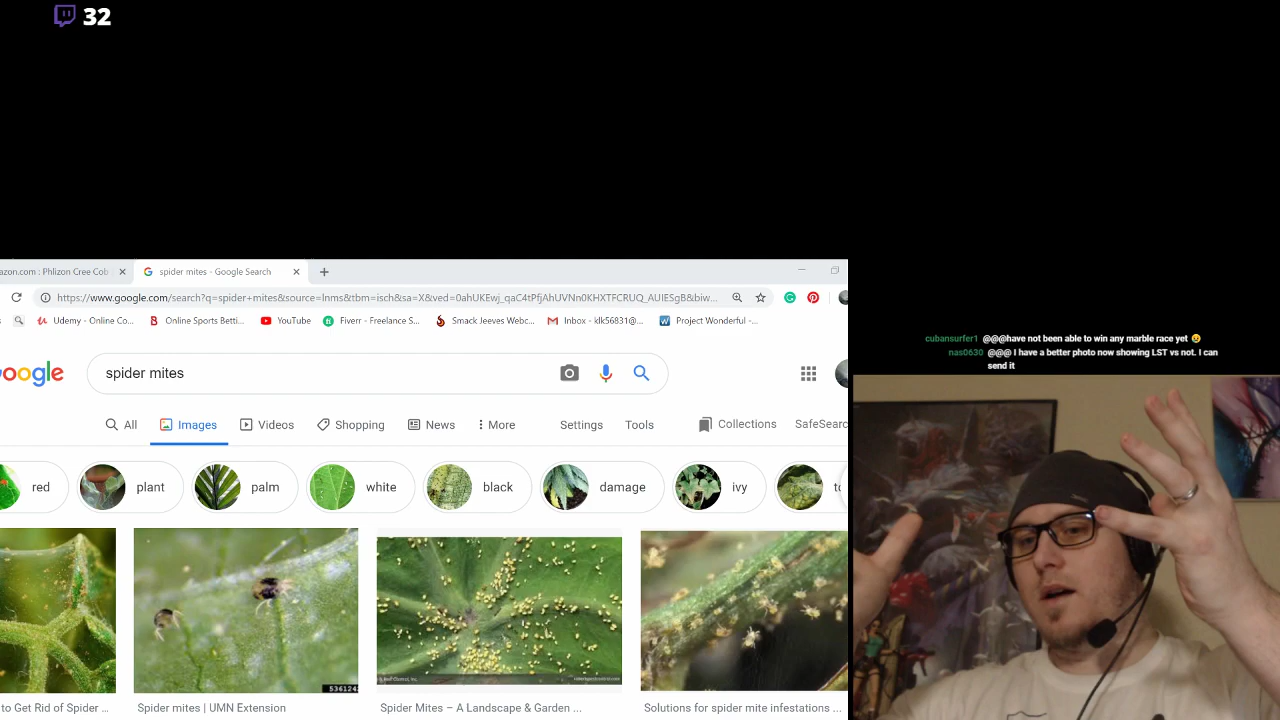 32
azon.com : Phlizon Cree Cob
spider mites - Google Search
https://www.google.com/search?q=spider+mites&source=lnms&tbm=isch&sa=X&ved=0ahUKEwj_qaC4tPfjAhUVNn0KHXTFCRUQ_AUIESgB&biw...
Udemy - Online Co... Online Sports Betti... YouTube Fiverr - Freelance S... Smack Jeeves Webc... Inbox - klk56831@... Project Wonderful -...
cubansurfer1 @@@have not been able to win any marble race yet 😢
nas0630 @@@ I have a better photo now showing LST vs not. I can
send it
oogle spider mites
All Images Videos Shopping News More Settings Tools Collections SafeSearc
red plant palm white black damage ivy to
536124
to Get Rid of Spider ... Spider mites | UMN Extension Spider Mites – A Landscape & Garden ... Solutions for spider mite infestations ...